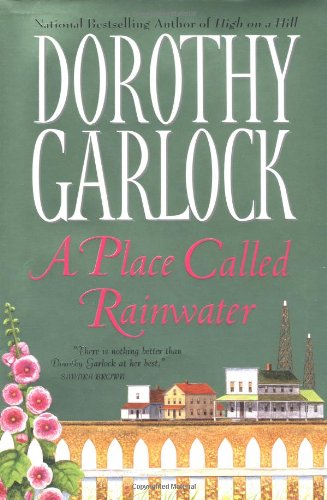 National Bestselling Author of High on a Hill
DOROTHY
GARLOCK
A Place Called
Rainwater
"There is nothing better than
Dorothy Garlock at her best."
SANDRA BROWN